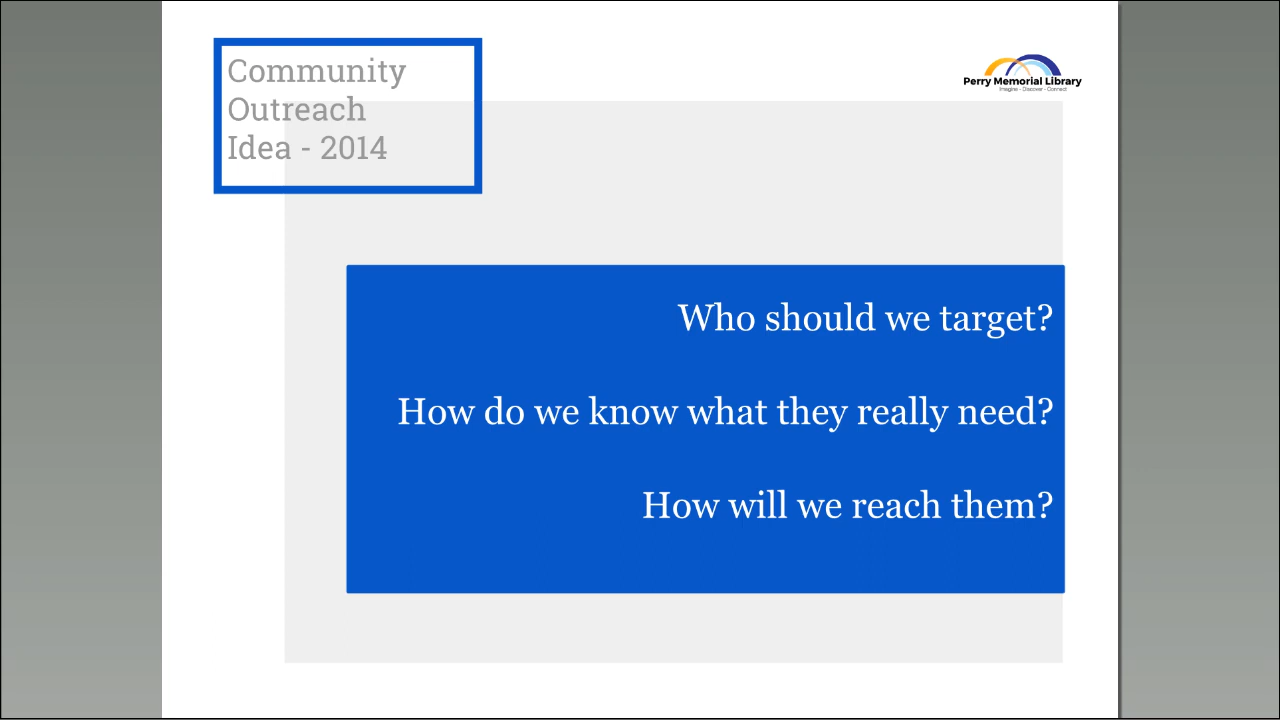 Community
Outreach
Idea - 2014
Perry Memorial Library
Imagine - Discover - Connect
Who should we target?
How do we know what they really need?
How will we reach them?